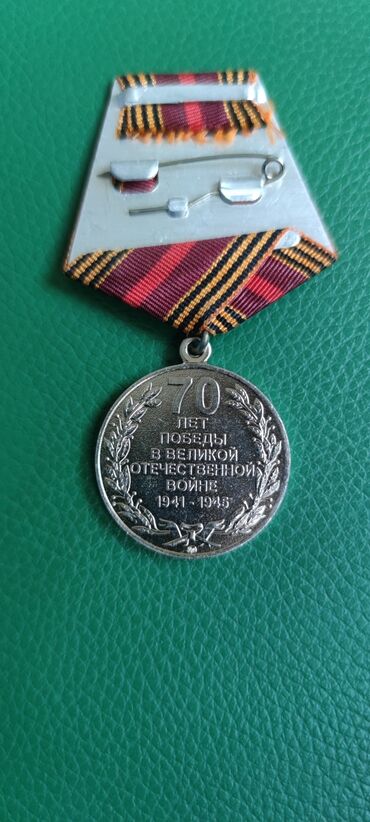 70
ЛЕТ
ПОБЕДЫ
В ВЕЛИКОЙ
ОТЕЧЕСТВЕННОЙ
ВОЙНЕ
1941 - 1945